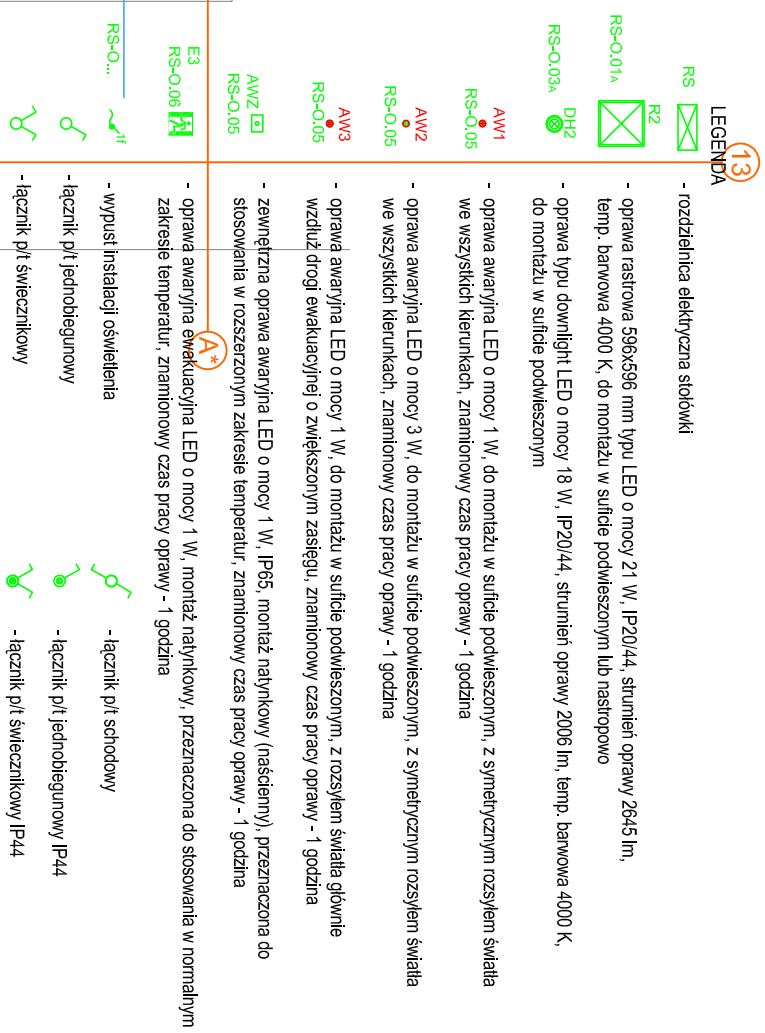 LEGENDA
13
RS
- rozdzielnica elektryczna stołówki
R2
RS-O.01A
- oprawa rastrowa 596x596 mm typu LED o mocy 21 W, IP20/44, strumień oprawy 2645 lm,
temp. barwowa 4000 K, do montażu w suficie podwieszonym lub nastropowo
DH2
RS-O.03A
- oprawa typu downlight LED o mocy 18 W, IP20/44, strumień oprawy 2006 lm, temp. barwowa 4000 K,
do montażu w suficie podwieszonym
AW1
RS-O.05
- oprawa awaryjna LED o mocy 1 W, do montażu w suficie podwieszonym, z symetrycznym rozsyłem światła
we wszystkich kierunkach, znamionowy czas pracy oprawy - 1 godzina
AW2
RS-O.05
- oprawa awaryjna LED o mocy 3 W, do montażu w suficie podwieszonym, z symetrycznym rozsyłem światła
we wszystkich kierunkach, znamionowy czas pracy oprawy - 1 godzina
AW3
RS-O.05
- oprawa awaryjna LED o mocy 1 W, do montażu w suficie podwieszonym, z rozsyłem światła głównie
wzdłuż drogi ewakuacyjnej o zwiększonym zasięgu, znamionowy czas pracy oprawy - 1 godzina
AWZ
RS-O.05
- zewnętrzna oprawa awaryjna LED o mocy 1 W, IP65, montaż natynkowy (naścienny), przeznaczona do
stosowania w rozszerzonym zakresie temperatur, znamionowy czas pracy oprawy - 1 godzina
E3
RS-O.06
- oprawa awaryjna ewakuacyjna LED o mocy 1 W, montaż natynkowy, przeznaczona do stosowania w normalnym
zakresie temperatur, znamionowy czas pracy oprawy - 1 godzina
A*
RS-O...
1f
- wypust instalacji oświetlenia
- łącznik p/t schodowy
- łącznik p/t jednobiegunowy
- łącznik p/t jednobiegunowy IP44
- łącznik p/t świecznikowy
- łącznik p/t świecznikowy IP44